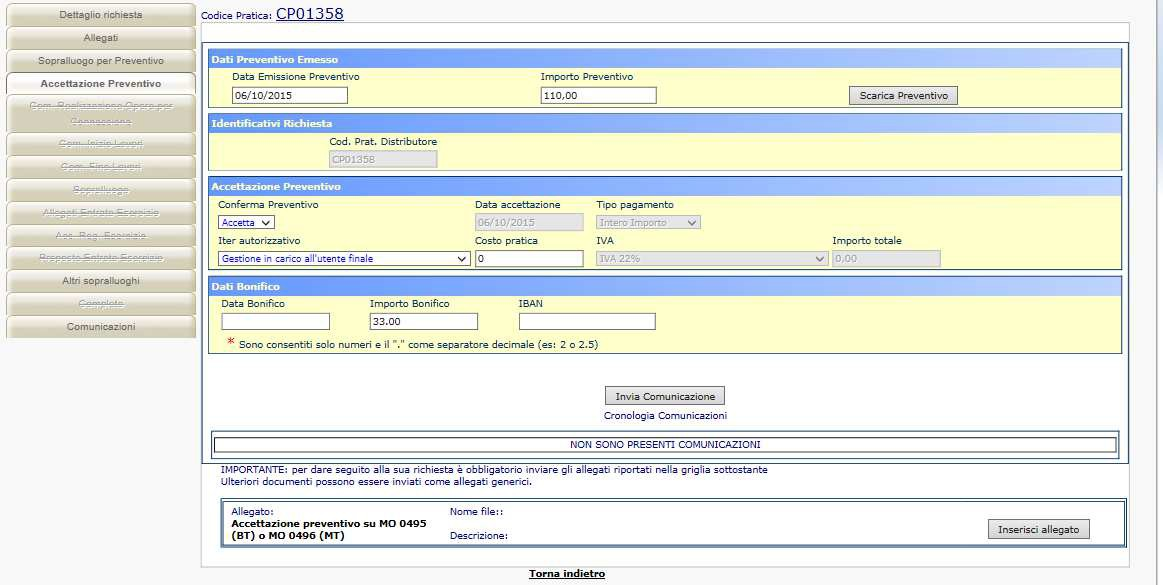 Dettaglio richiesta
Allegati
Sopralluogo per Preventivo
Accettazione Preventivo
Com. Realizzazione Opere per
Connessione
Com. Inizio Lavori
Com. Fine Lavori
Sopralluogo
Allegati Entrata Esercizio
Acc. Reg. Esercizio
Proposta Entrata Esercizio
Altri sopralluoghi
Completo
Comunicazioni
Codice Pratica: CP01358
Dati Preventivo Emesso
Data Emissione Preventivo Importo Preventivo
06/10/2015 110,00 Scarica Preventivo
Identificativi Richiesta
Cod. Prat. Distributore
CP01358
Accettazione Preventivo
Conferma Preventivo Data accettazione Tipo pagamento
Accetta 06/10/2015 Intero Importo
Iter autorizzativo Costo pratica IVA Importo totale
Gestione in carico all'utente finale 0 IVA 22% 0,00
Dati Bonifico
Data Bonifico Importo Bonifico IBAN
33.00
* Sono consentiti solo numeri e il "." come separatore decimale (es: 2 o 2.5)
Invia Comunicazione
Cronologia Comunicazioni
NON SONO PRESENTI COMUNICAZIONI
IMPORTANTE: per dare seguito alla sua richiesta è obbligatorio inviare gli allegati riportati nella griglia sottostante
Ulteriori documenti possono essere inviati come allegati generici.
Allegato: Nome file::
Accettazione preventivo su MO 0495
(BT) o MO 0496 (MT) Descrizione:
Inserisci allegato
Torna indietro